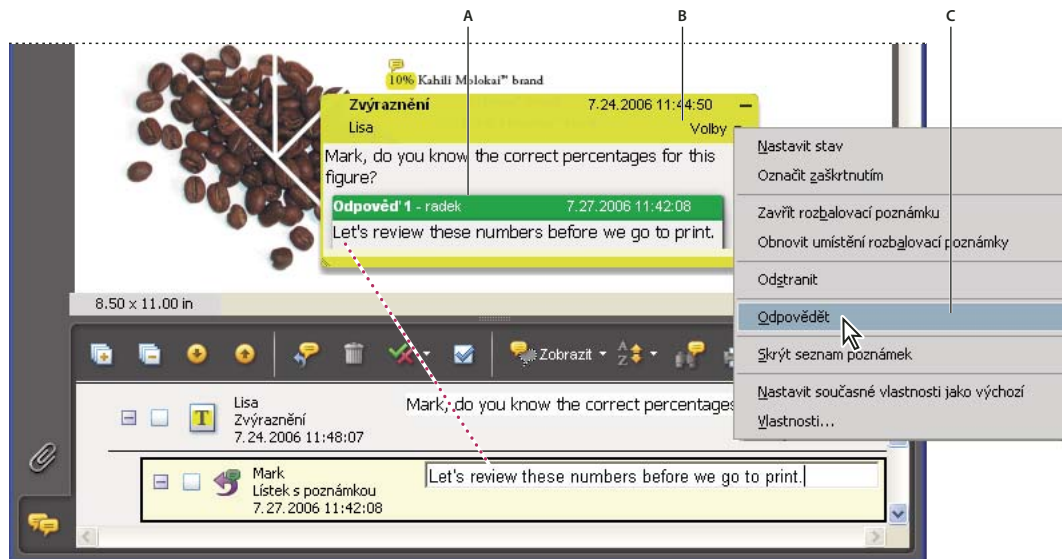 A B C
10% Kahili Molokai™ brand
Zvýraznění 7.24.2006 11:44:50
Lisa Volby
Mark, do you know the correct percentages for this
figure?
Odpověď 1 - radek 7.27.2006 11:42:08
Let's review these numbers before we go to print.
Nastavit stav
Označit zaškrtnutím
Zavřít rozbalovací poznámku
Obnovit umístění rozbalovací poznámky
Odstranit
Odpovědět
Skrýt seznam poznámek
Nastavit současné vlastnosti jako výchozí
Vlastnosti...
8.50 x 11.00 in
Zobrazit
A
Z
T
Lisa
Zvýraznění
7.24.2006 11:48:07
Mark, do you know the correct percentages
Mark
Lístek s poznámkou
7.27.2006 11:42:08
Let's review these numbers before we go to print.